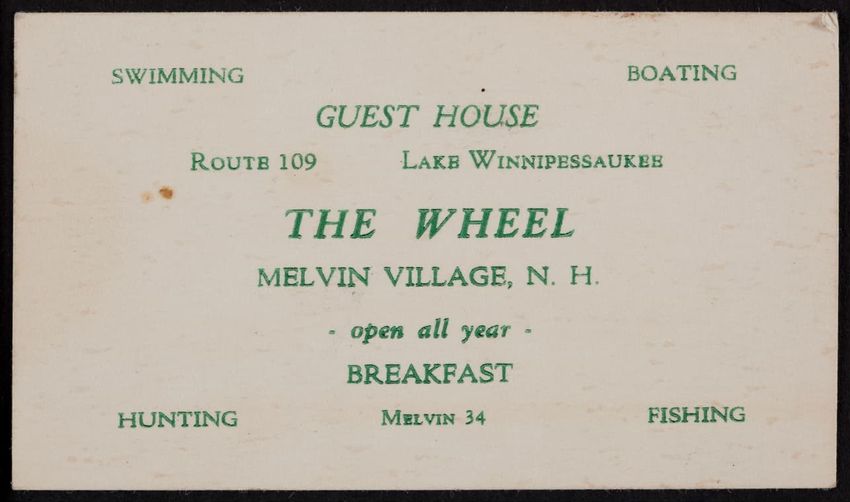 SWIMMING BOATING
GUEST HOUSE
ROUTE 109 LAKE WINNIPESSAUKEE
THE WHEEL
MELVIN VILLAGE, N. H.
- open all year -
BREAKFAST
HUNTING MELVIN 34 FISHING